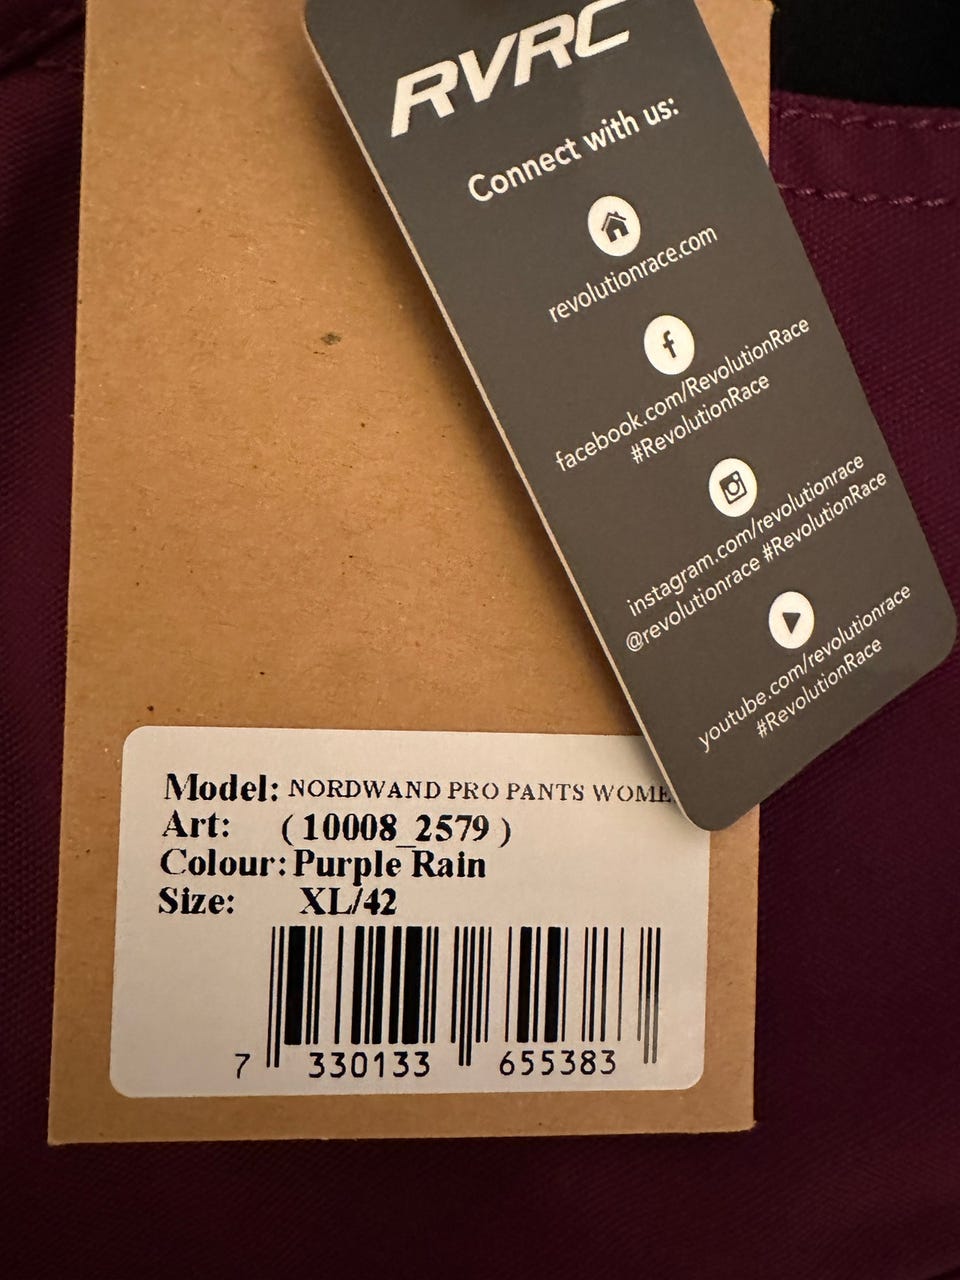 RVRC
Connect with us:
revolutionrace.com
facebook.com/RevolutionRace
#RevolutionRace
instagram.com/revolutionrace
@revolutionrace #RevolutionRace
youtube.com/revolutionrace
#RevolutionRace
Model: NORDWAND PRO PANTS WOME
Art: (10008_2579)
Colour: Purple Rain
Size: XL/42
7 330133 655383